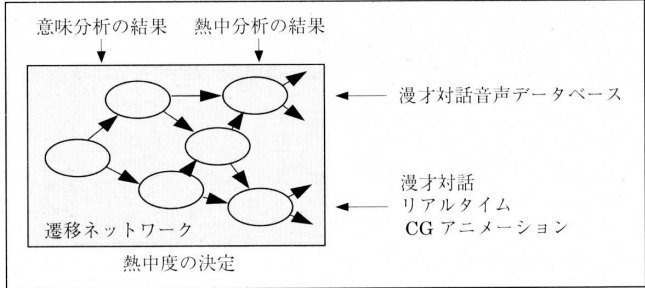 意味分析の結果
熱中分析の結果
漫才対話音声データベース
漫才対話
リアルタイム
CG アニメーション
遷移ネットワーク
熱中度の決定